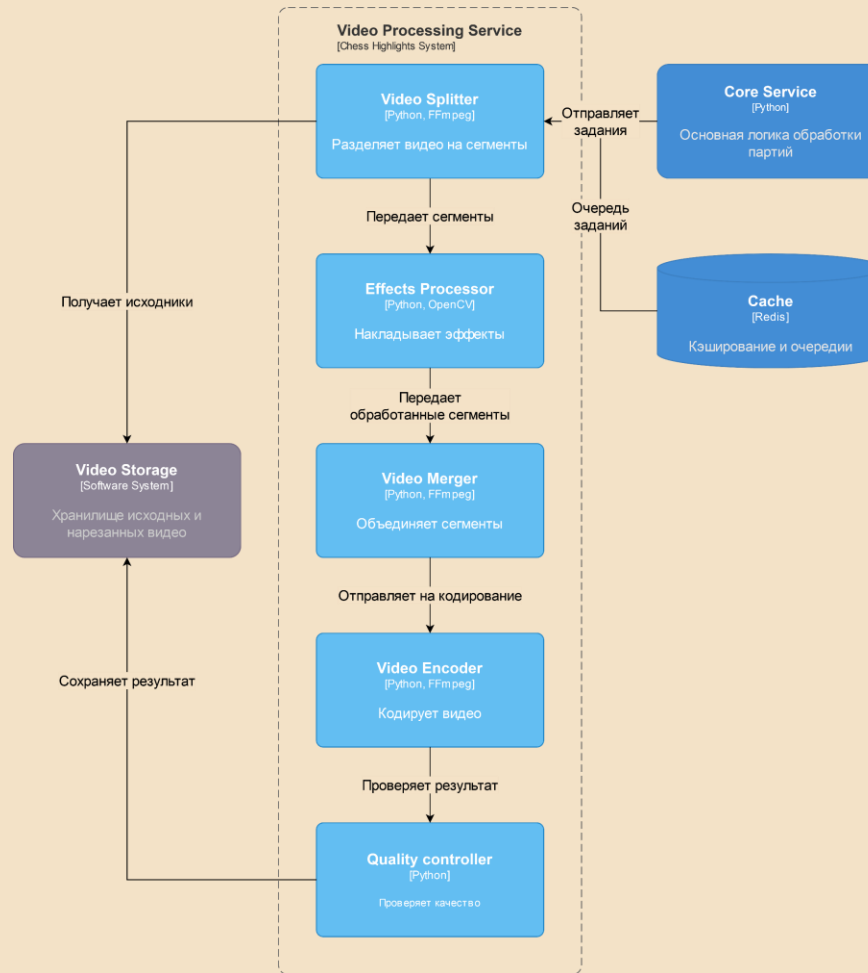 Video Processing Service
[Chess Highlights System]
Video Splitter
[Python, FFmpeg]
Разделяет видео на сегменты
Отправляет
задания
Core Service
[Python]
Основная логика обработки
партий
Передает сегменты
Очередь
заданий
Effects Processor
[Python, OpenCV]
Накладывает эффекты
Cache
[Redis]
Кэширование и очередии
Получает исходники
Передает
обработанные сегменты
Video Storage
[Software System]
Хранилище исходных и
нарезанных видео
Video Merger
[Python, FFmpeg]
Объединяет сегменты
Отправляет на кодирование
Video Encoder
[Python, FFmpeg]
Кодирует видео
Сохраняет результат
Проверяет результат
Quality controller
[Python]
Проверяет качество